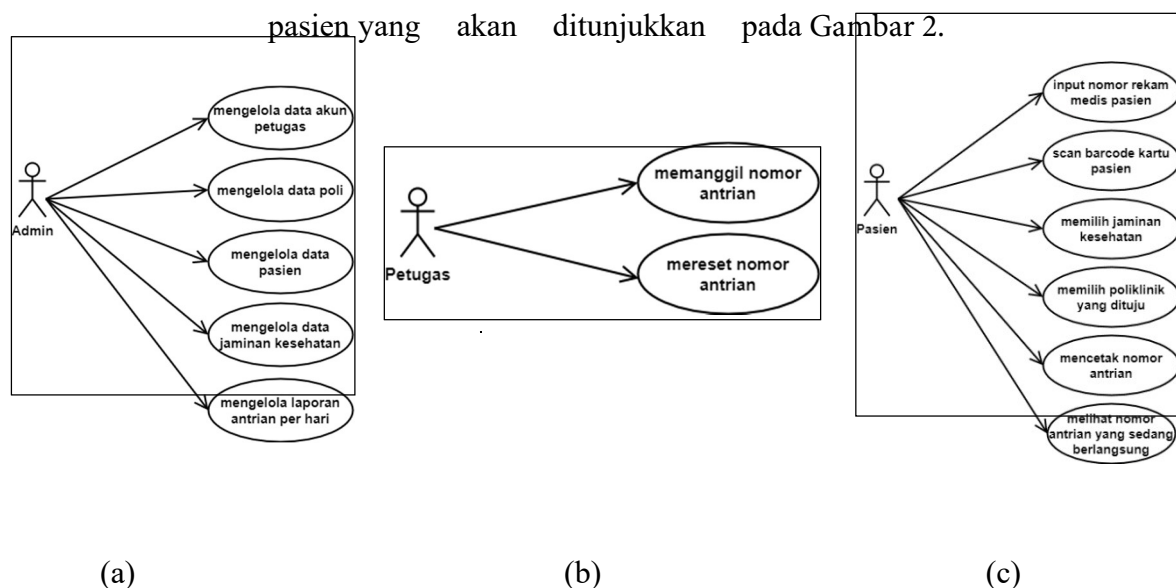 pasien yang akan ditunjukkan pada Gambar 2.
mengelola data akun
petugas
mengelola data poli
mengelola data
pasien
mengelola data
jaminan kesehatan
mengelola laporan
antrian per hari
Admin
(a)
memanggil nomor
antrian
mereset nomor
antrian
Petugas
.
(b)
input nomor rekam
medis pasien
scan barcode kartu
pasien
memilih jaminan
kesehatan
memilih poliklinik
yang dituju
mencetak nomor
antrian
melihat nomor
antrian yang sedang
berlangsung
Pasien
(c)